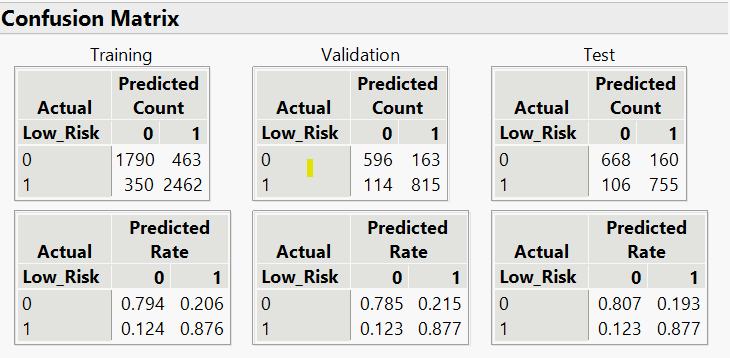 Confusion Matrix
Training Validation Test
Predicted Predicted Predicted
Actual Count Actual Count Actual Count
Low_Risk 0 1 Low_Risk 0 1 Low_Risk 0 1
0 1790 463 0 596 163 0 668 160
1 350 2462 1 114 815 1 106 755
Predicted Predicted Predicted
Actual Rate Actual Rate Actual Rate
Low_Risk 0 1 Low_Risk 0 1 Low_Risk 0 1
0 0.794 0.206 0 0.785 0.215 0 0.807 0.193
1 0.124 0.876 1 0.123 0.877 1 0.123 0.877